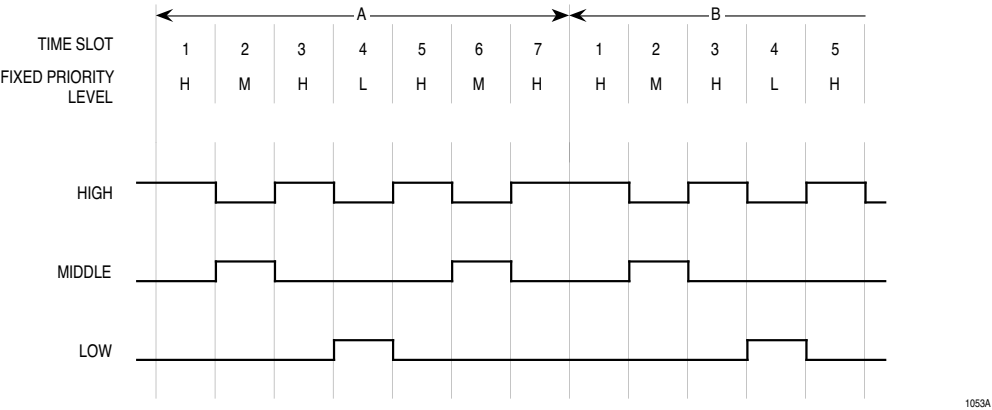 A B
TIME SLOT 1 2 3 4 5 6 7 1 2 3 4 5
FIXED PRIORITY
LEVEL
H M H L H M H H M H L H
HIGH
MIDDLE
LOW
1053A